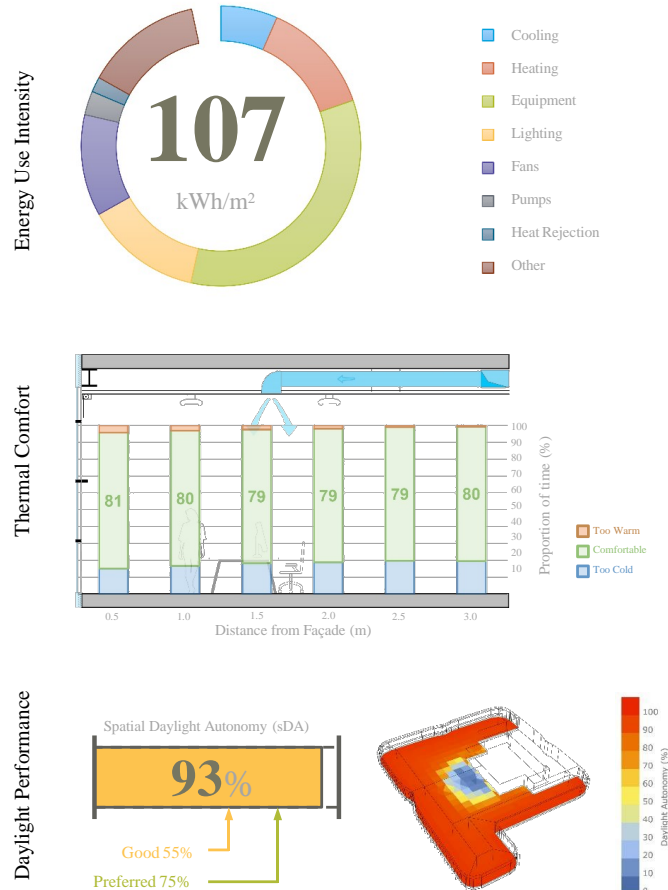 Energy Use Intensity
107
kWh/m²
Cooling
Heating
Equipment
Lighting
Fans
Pumps
Heat Rejection
Other
Thermal Comfort
81
80
79
79
79
80
100
90
80
70
60
50
40
30
20
10
Proportion of time (%)
0.5
1.0
1.5
2.0
2.5
3.0
Distance from Façade (m)
Too Warm
Comfortable
Too Cold
Daylight Performance
Spatial Daylight Autonomy (sDA)
93%
Good 55%
Preferred 75%
100
90
80
70
60
50
40
30
20
10
0
Daylight Autonomy (%)